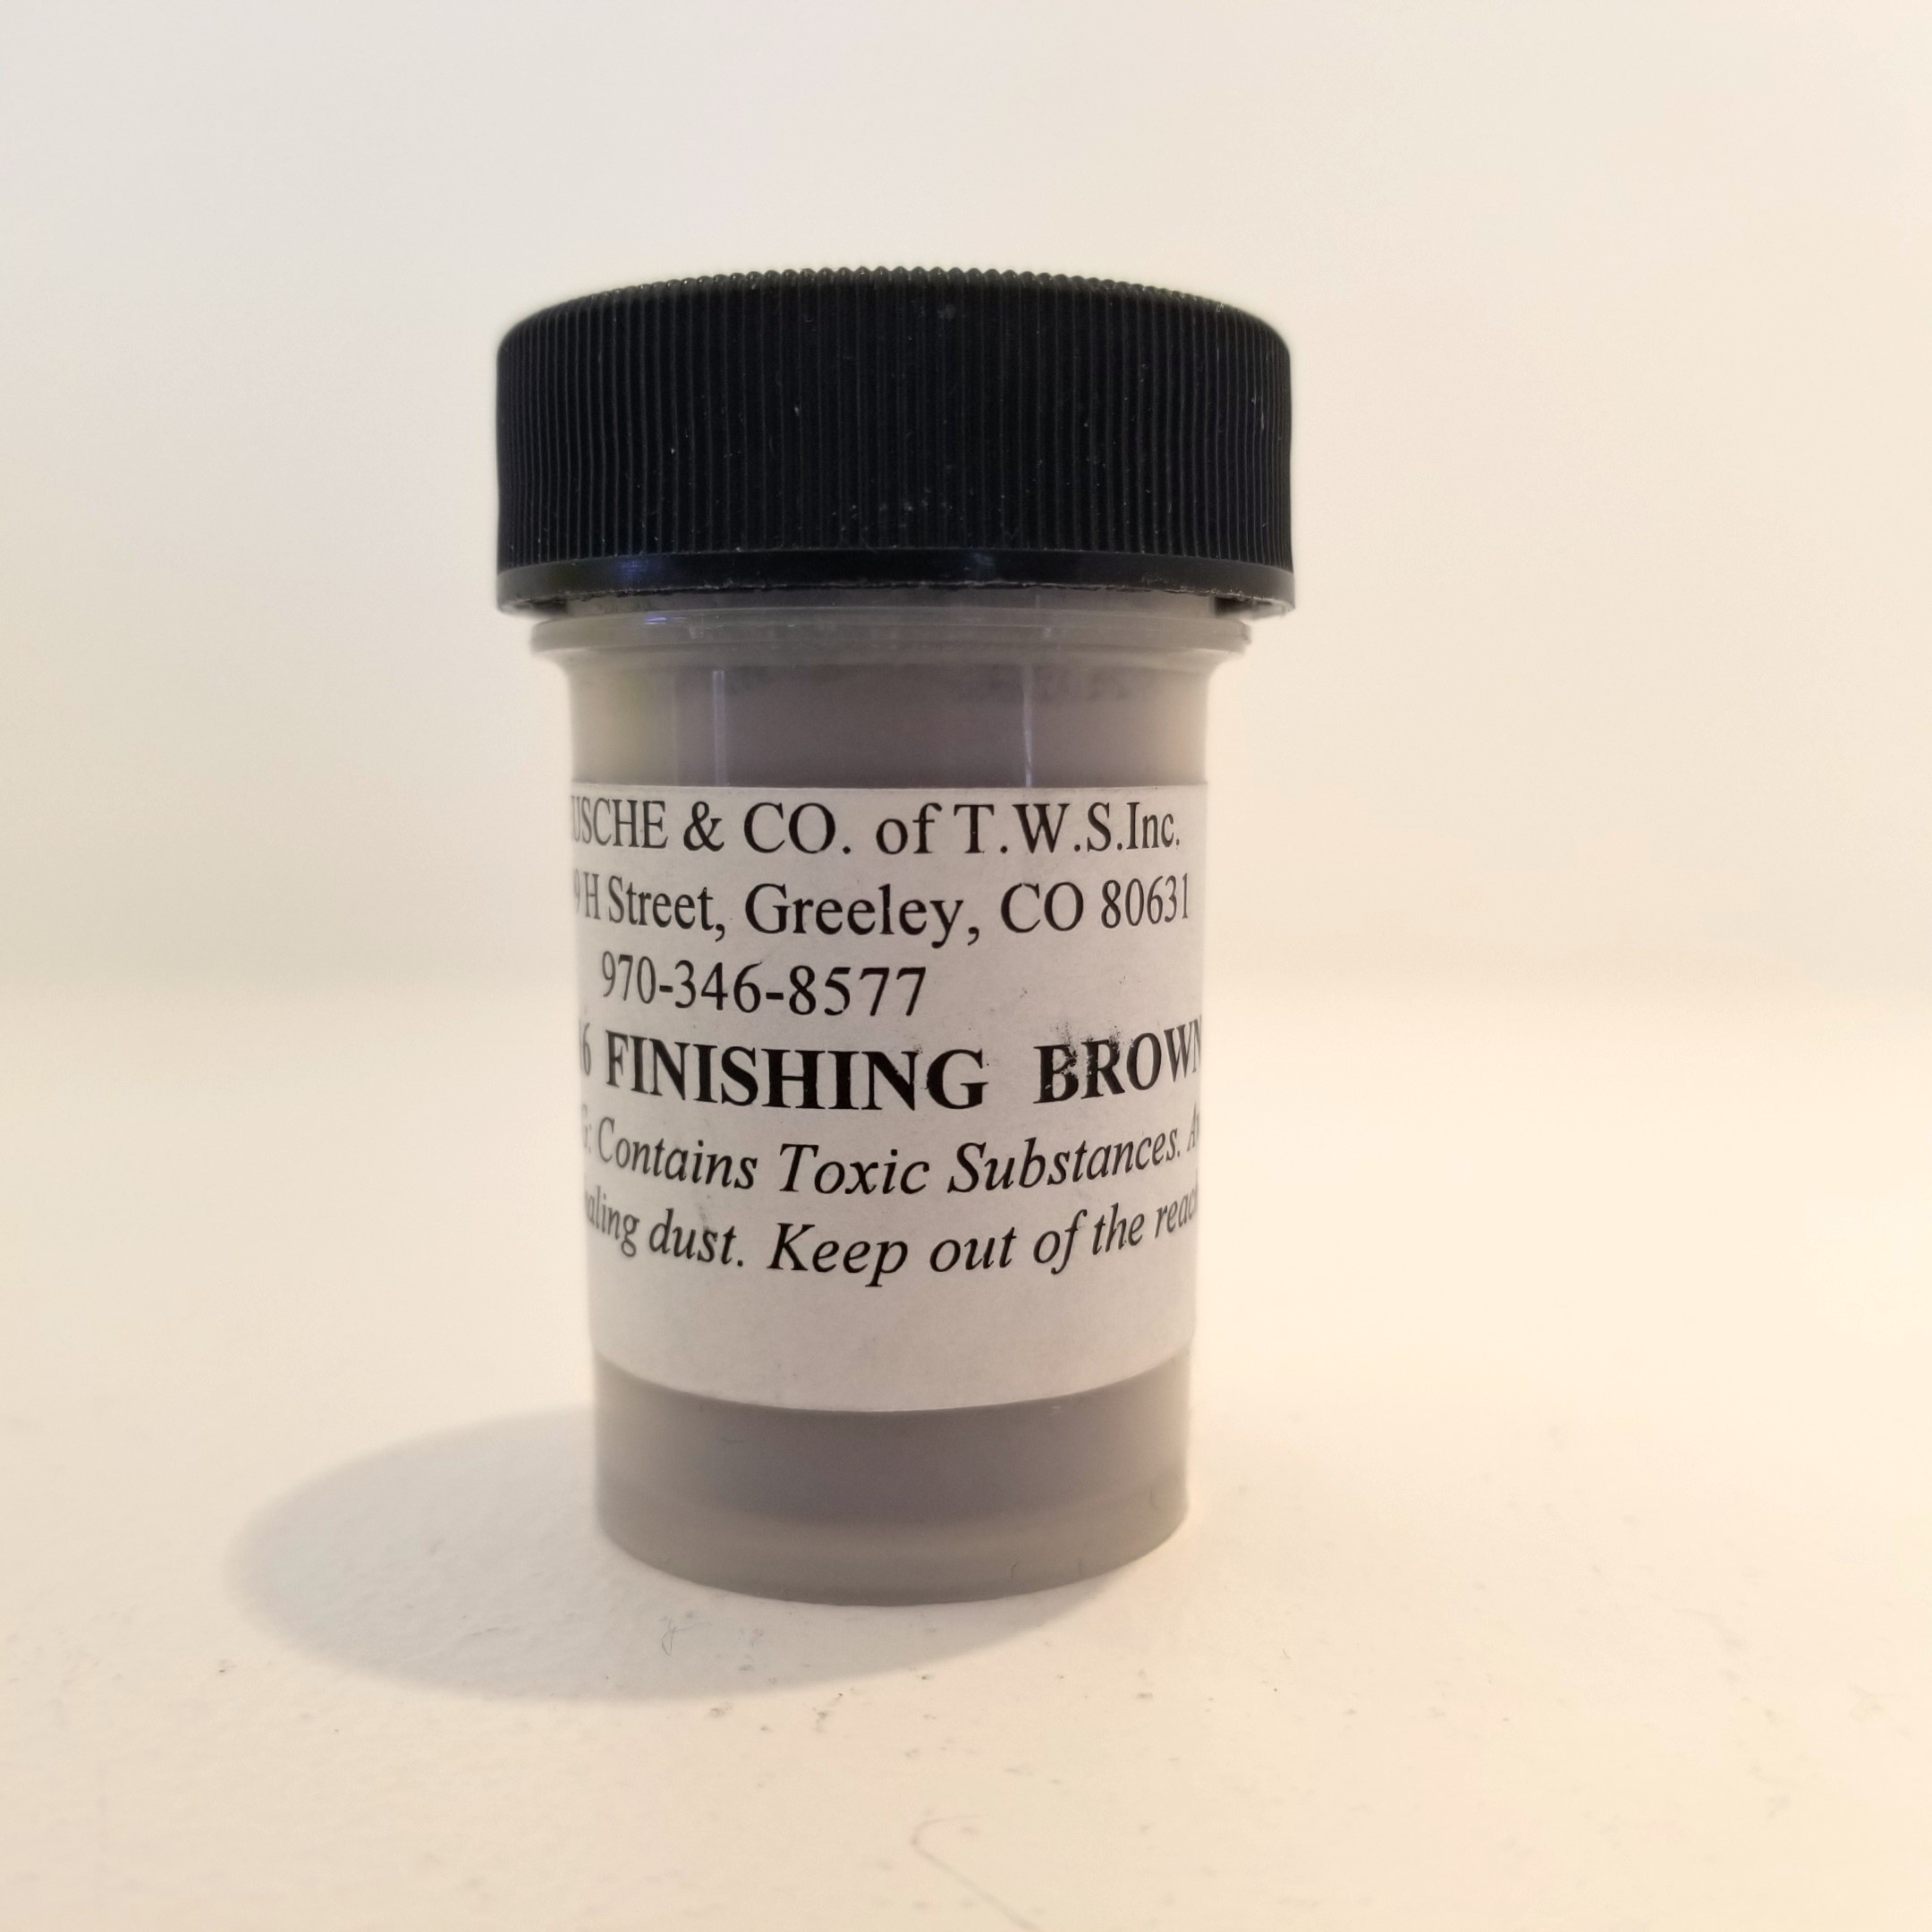 USCHE & CO. of T.W.S.Inc.
9 H Street, Greeley, CO 80631
970-346-8577
6 FINISHING BROWN
G: Contains Toxic Substances.
aling dust. Keep out of the reac